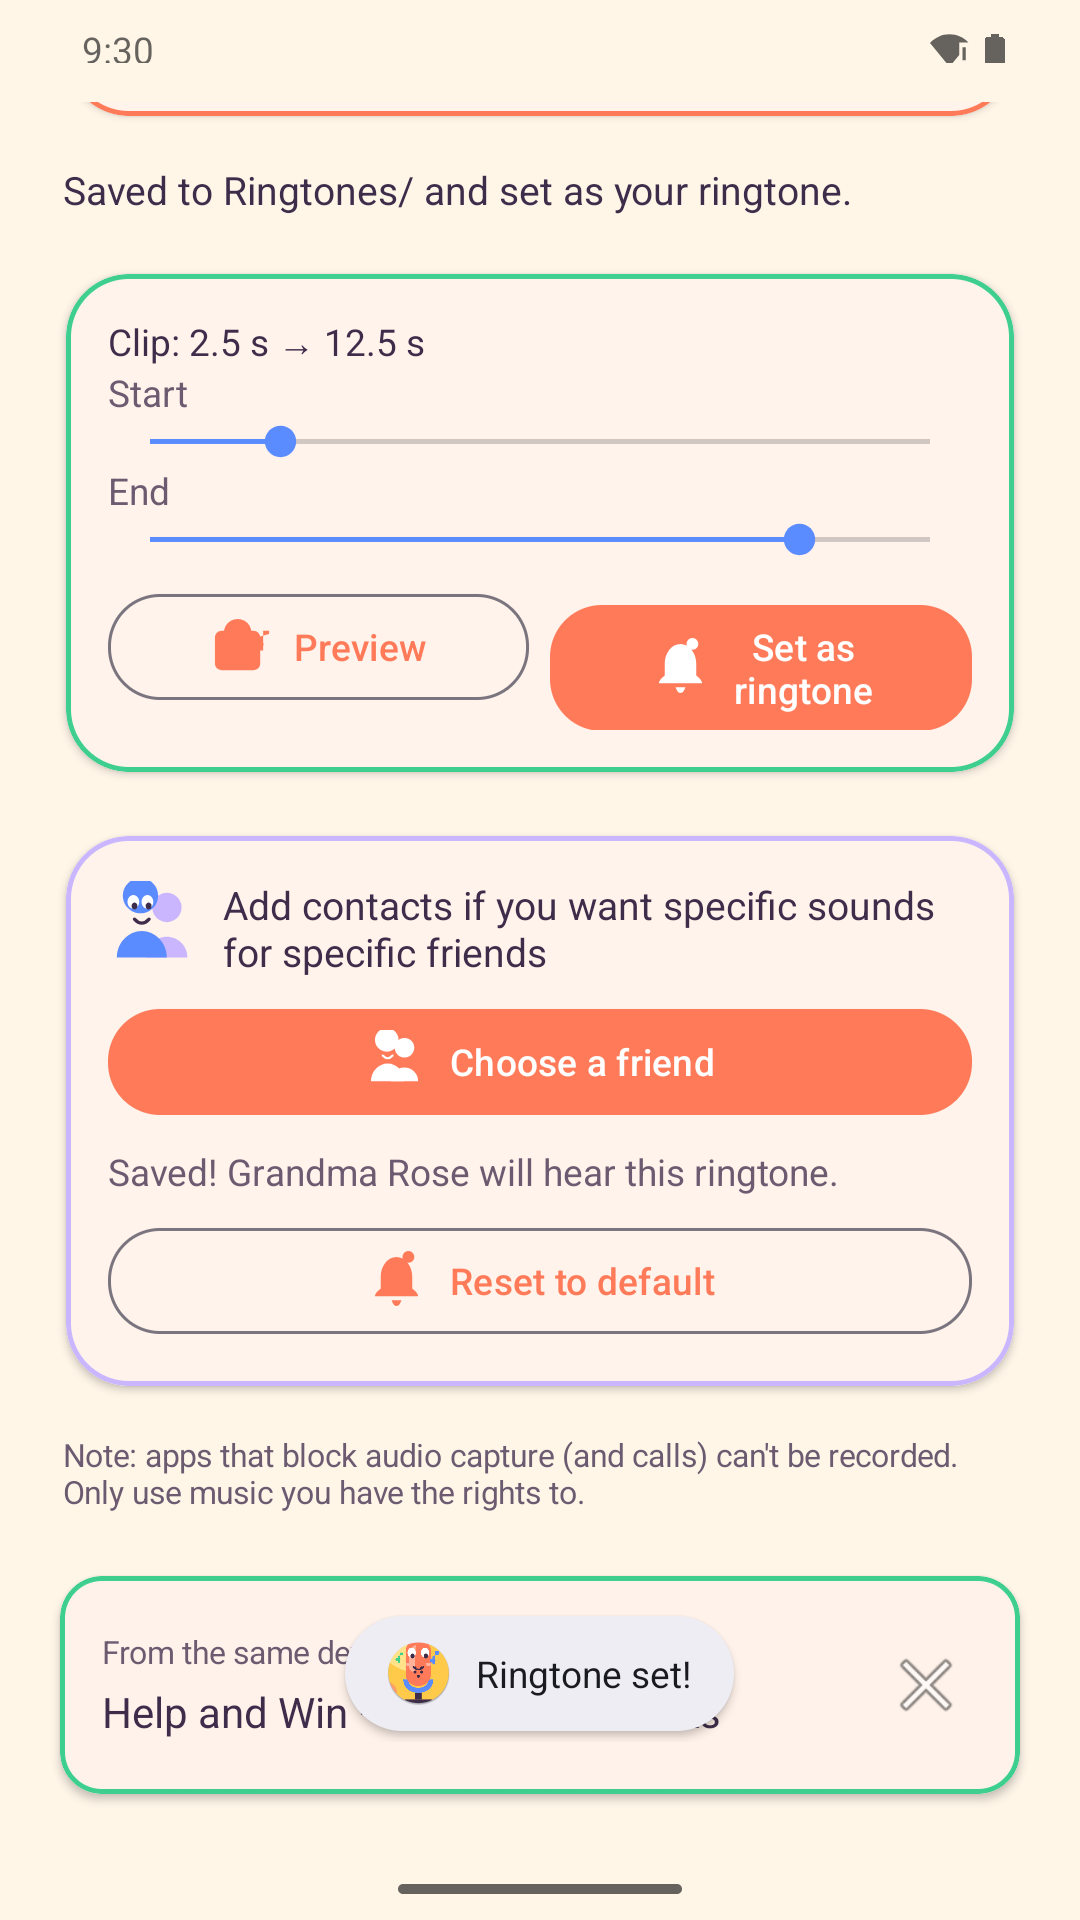 9:30
Saved to Ringtones/ and set as your ringtone.
Clip: 2.5 s → 12.5 s
Start
End
Preview
Set as
ringtone
Add contacts if you want specific sounds
for specific friends
Choose a friend
Saved! Grandma Rose will hear this ringtone.
Reset to default
Note: apps that block audio capture (and calls) can't be recorded.
Only use music you have the rights to.
From the same
Help and Win
Ringtone set!